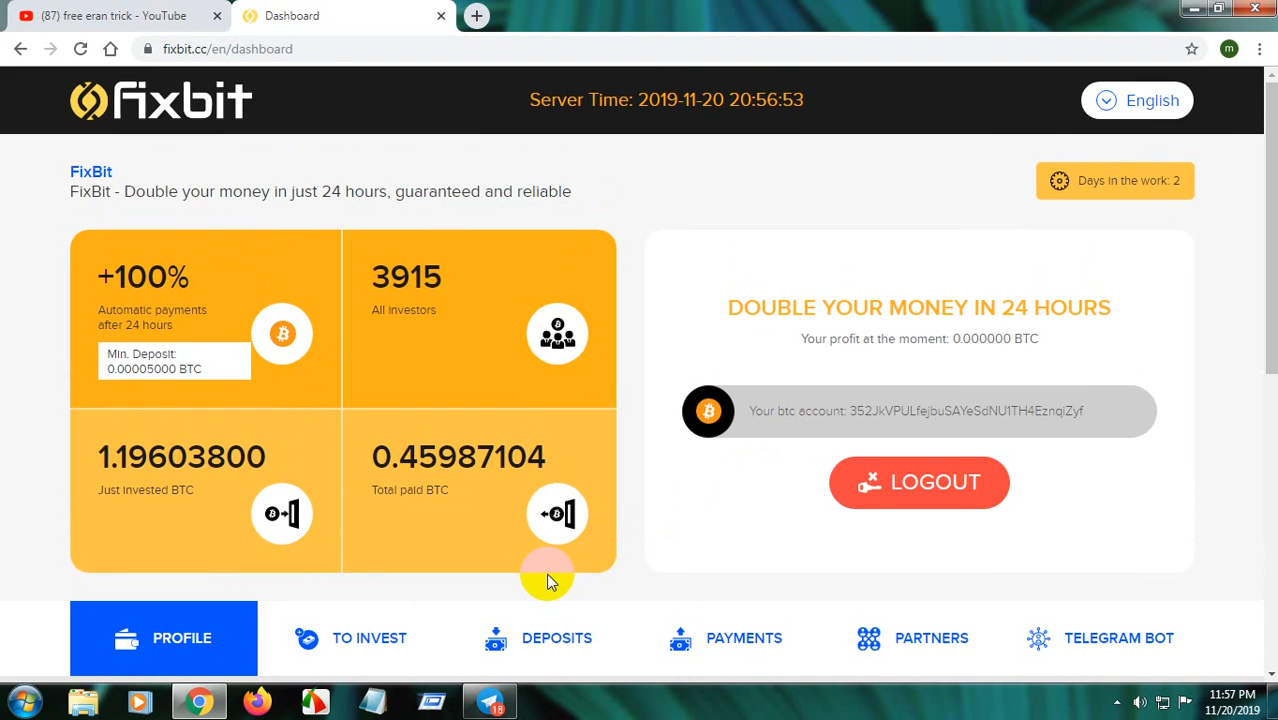 (87) free eran trick - YouTube
Dashboard
fixbit.cc/en/dashboard
m
fixbit
Server Time: 2019-11-20 20:56:53
English
FixBit
FixBit - Double your money in just 24 hours, guaranteed and reliable
Days in the work: 2
+100%
Automatic payments
after 24 hours
Min. Deposit:
0.00005000 BTC
3915
All investors
1.19603800
Just invested BTC
0.45987104
Total paid BTC
DOUBLE YOUR MONEY IN 24 HOURS
Your profit at the moment: 0.000000 BTC
Your btc account: 352JkVPULfejbuSAYeSdNU1TH4EznqiZyf
LOGOUT
PROFILE
TO INVEST
DEPOSITS
PAYMENTS
PARTNERS
TELEGRAM BOT
18
11:57 PM
11/20/2019